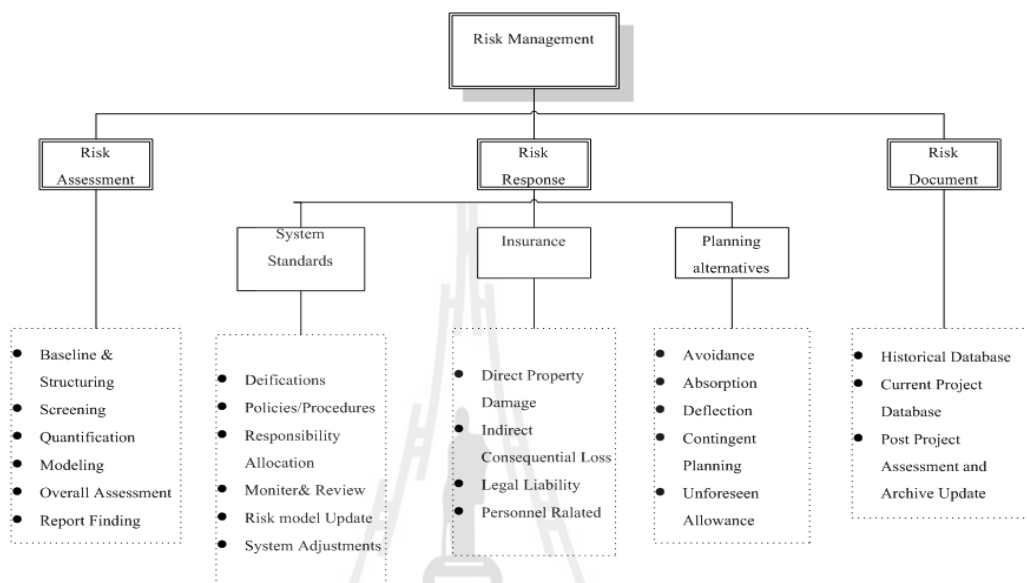 Risk Management
Risk
Assessment
Risk
Response
Risk
Document
System
Standards
Insurance
Planning
alternatives
Baseline &
Structuring
Screening
Quantification
Modeling
Overall Assessment
Report Finding
Deifications
Policies/Procedures
Responsibility
Allocation
Moniter& Review
Risk model Update
System Adjustments
Direct Property
Damage
Indirect
Consequential Loss
Legal Liability
Personnel Ralated
Avoidance
Absorption
Deflection
Contingent
Planning
Unforeseen
Allowance
Historical Database
Current Project
Database
Post Project
Assessment and
Archive Update